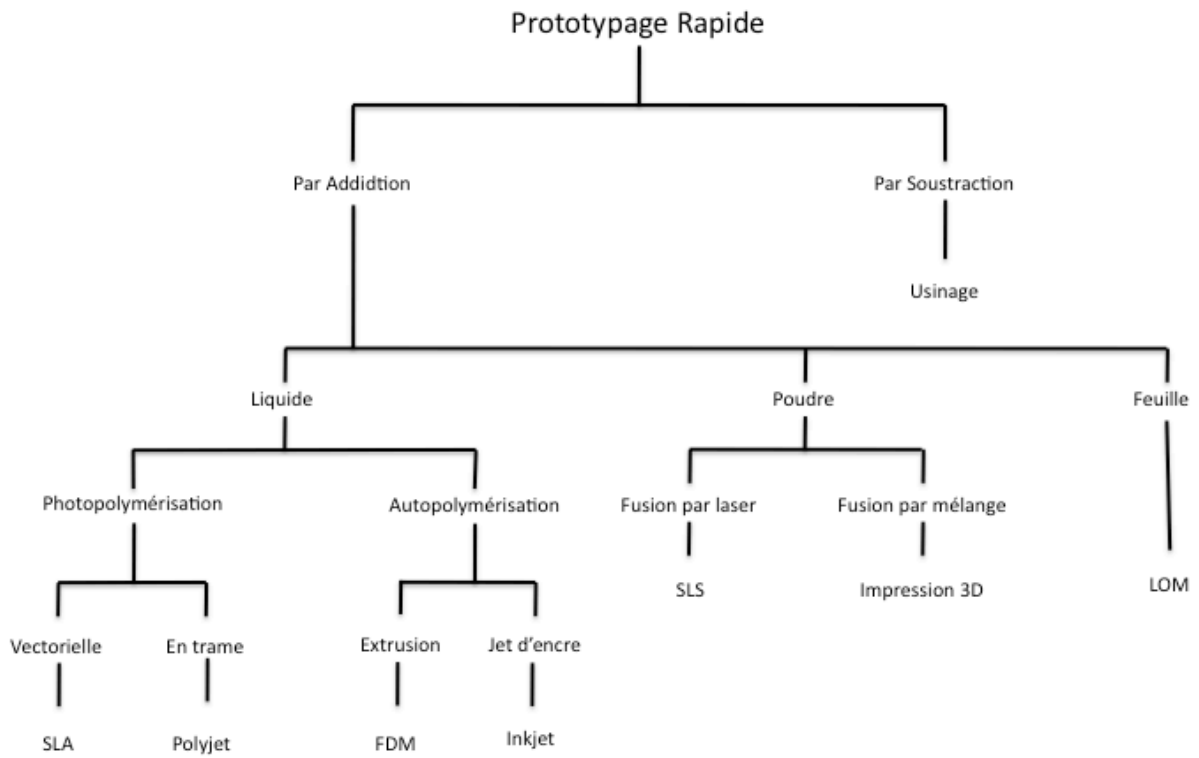 Prototypage Rapide
Par Addidtion
Par Soustraction
Usinage
Liquide
Poudre
Feuille
Photopolymérisation
Autopolymérisation
Fusion par laser
Fusion par mélange
SLS
Impression 3D
LOM
Vectorielle
En trame
Extrusion
Jet d'encre
SLA
Polyjet
FDM
Inkjet